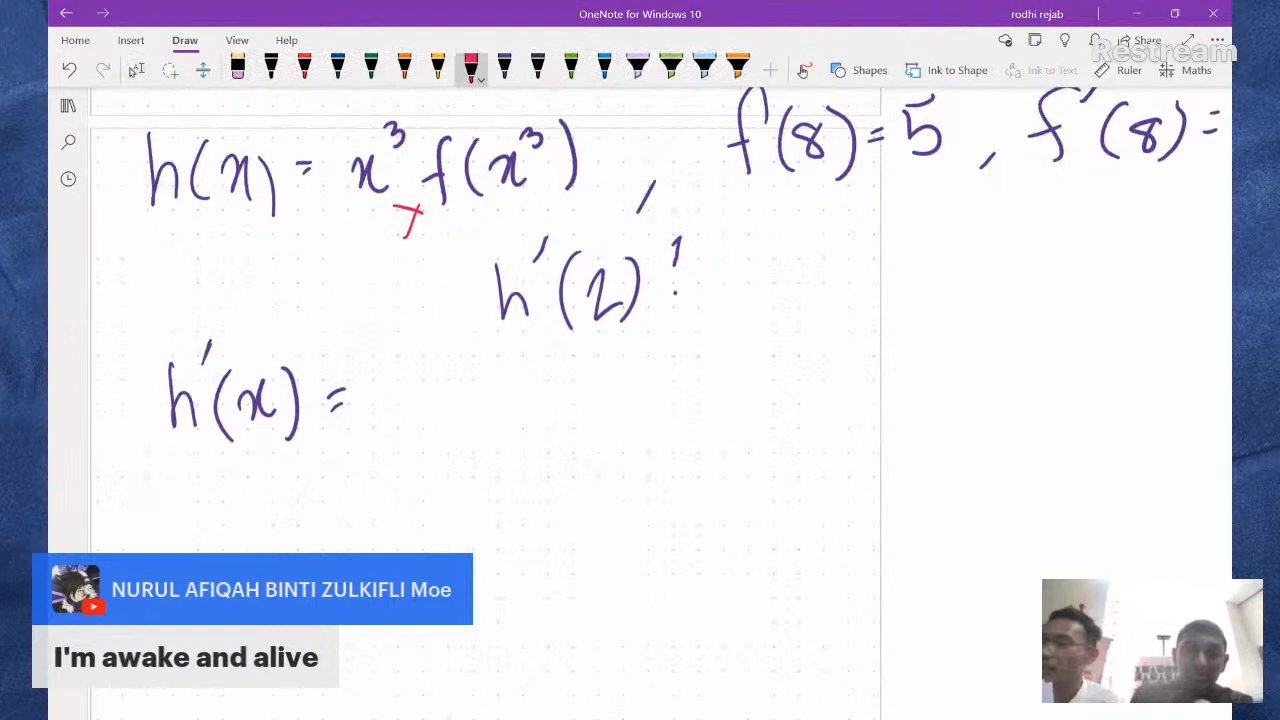 OneNote for Windows 10
rodhi rejab
Home Insert Draw View Help
Share
Restream
Shapes Ink to Shape Ink to Text Ruler Maths
h(x) = x³ f(x³) , f'(8) = 5 , f'(8) =
h'(2) !
h'(x) =
NURUL AFIQAH BINTI ZULKIFLI Moe
I'm awake and alive